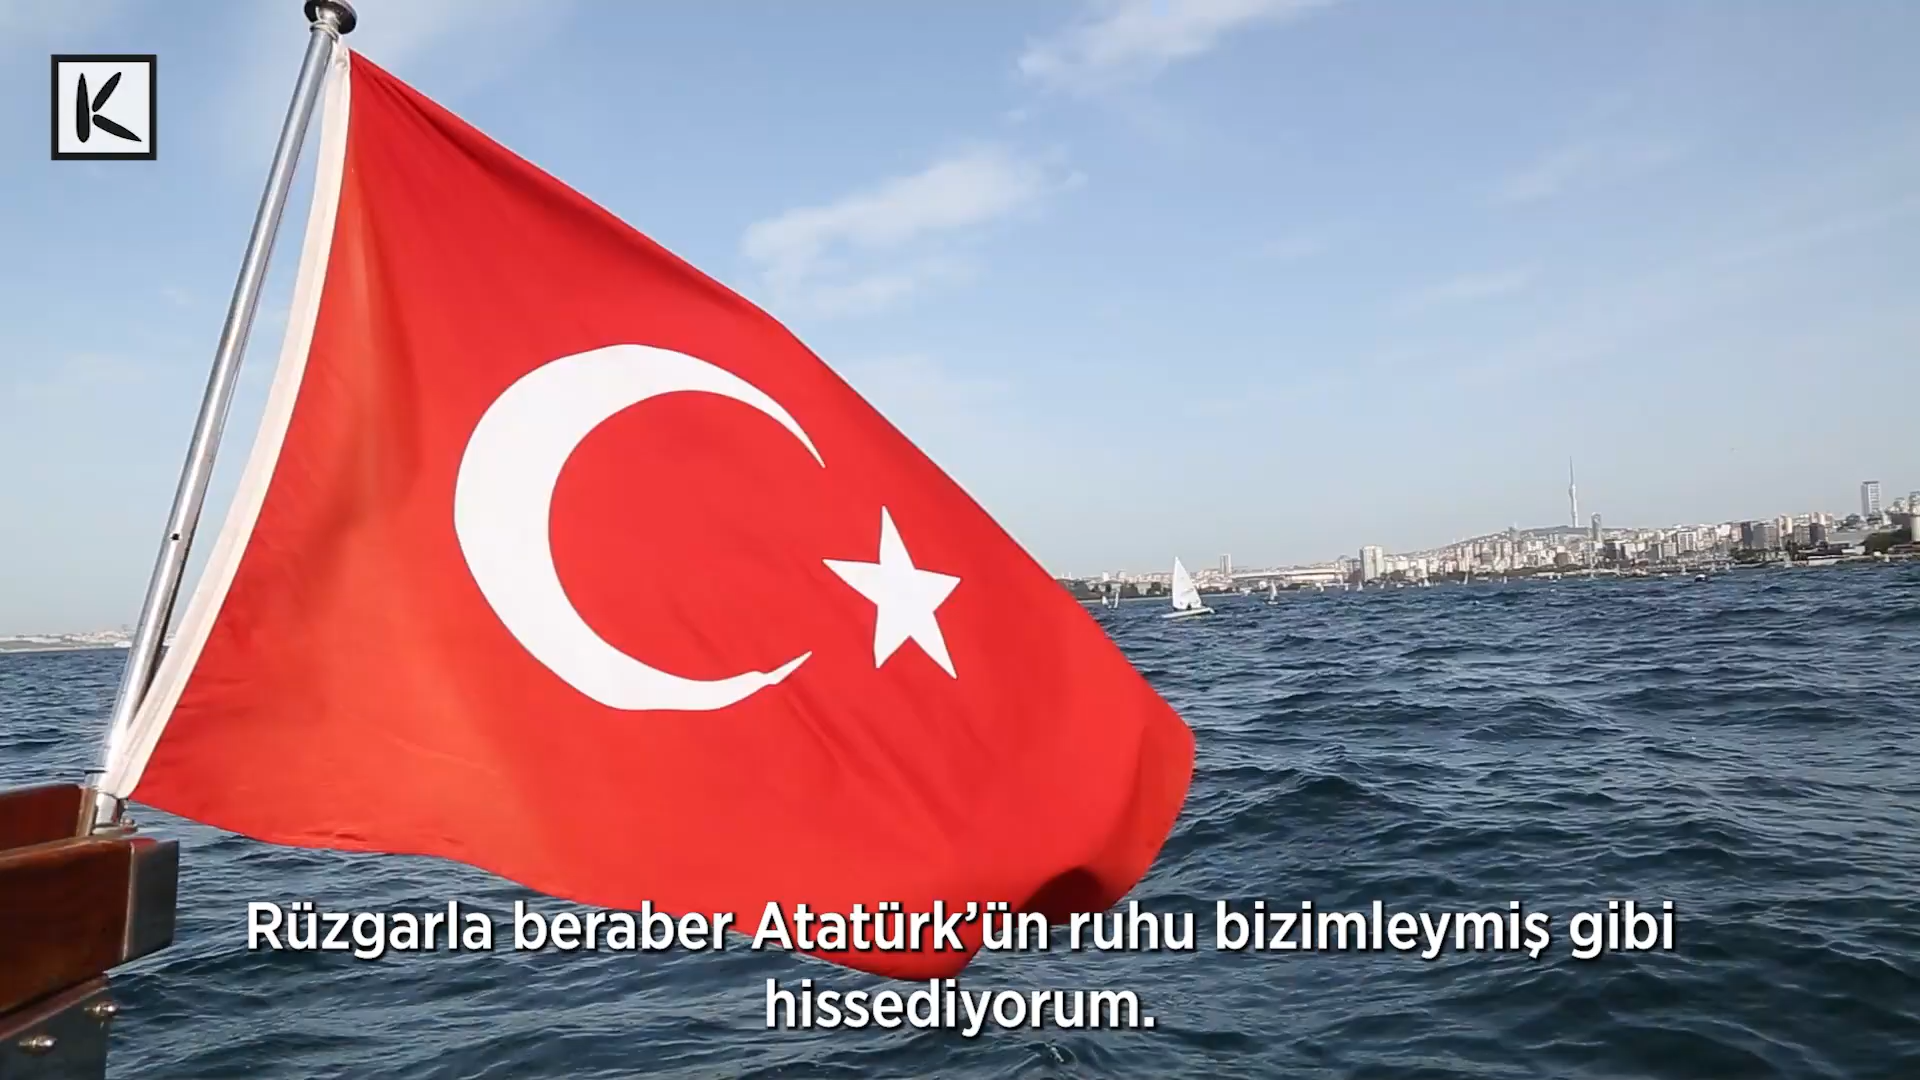 K
Rüzgarla beraber Atatürk’ün ruhu bizimleymiş gibi
hissediyorum.